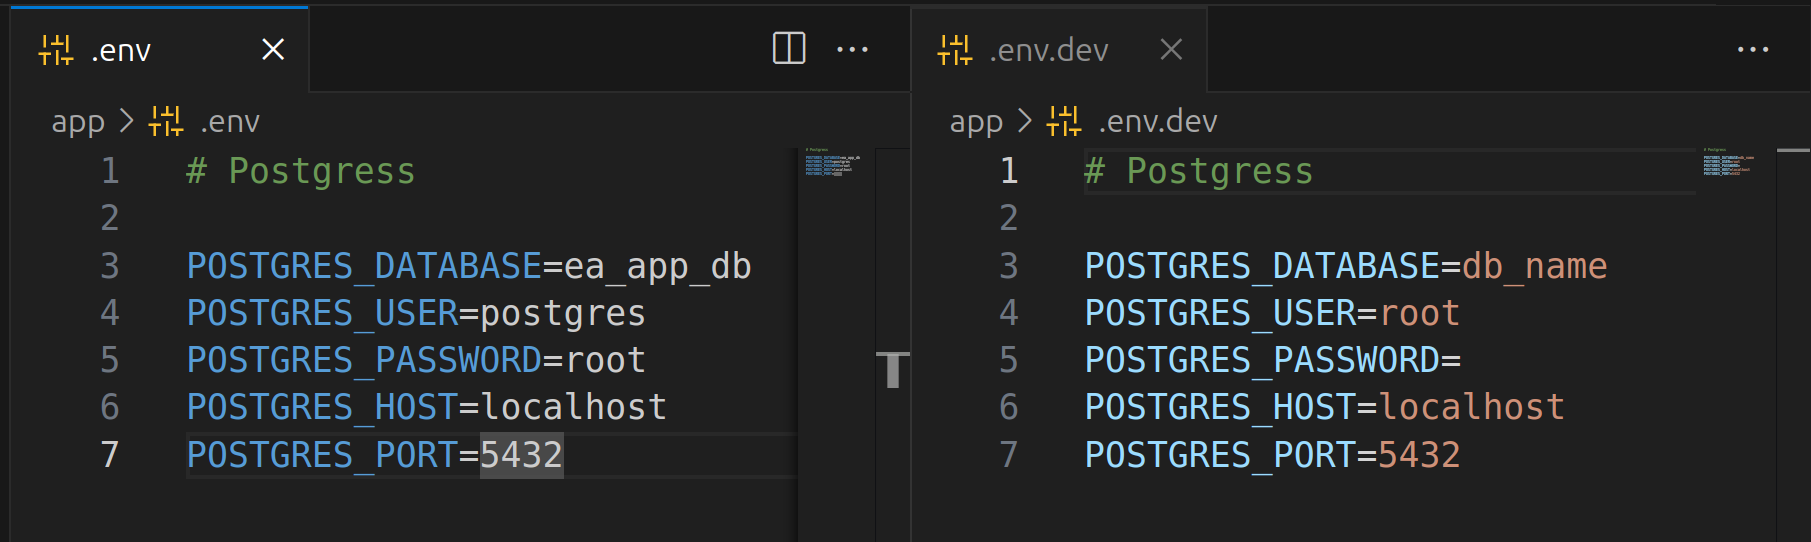 .env
app > .env
1 # Postgress
2
3 POSTGRES_DATABASE=ea_app_db
4 POSTGRES_USER=postgres
5 POSTGRES_PASSWORD=root
6 POSTGRES_HOST=localhost
7 POSTGRES_PORT=5432
.env.dev
app > .env.dev
1 # Postgress
2
3 POSTGRES_DATABASE=db_name
4 POSTGRES_USER=root
5 POSTGRES_PASSWORD=
6 POSTGRES_HOST=localhost
7 POSTGRES_PORT=5432